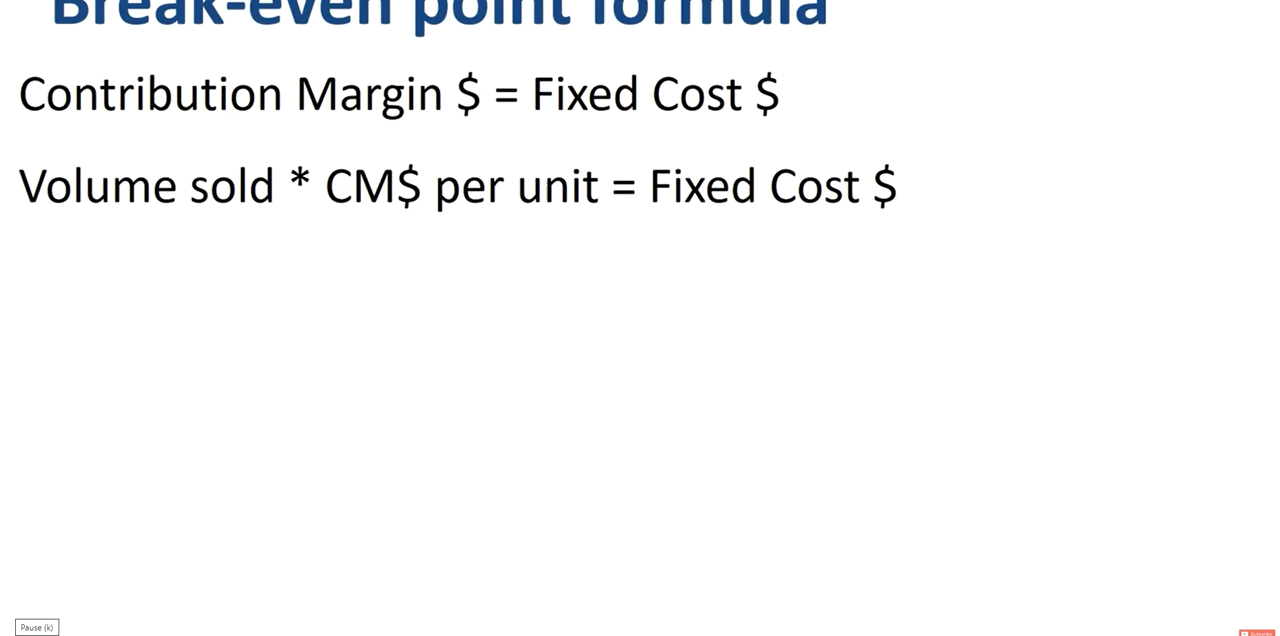 Break-even point formula
Contribution Margin $ = Fixed Cost $
Volume sold * CM$ per unit = Fixed Cost $
Pause (k)